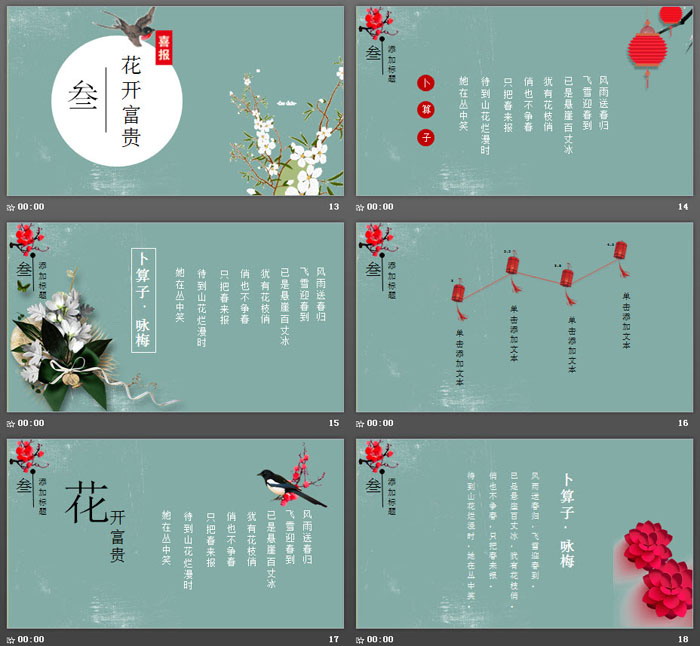 喜报
花开富贵
叁
00:00
13
叁
添加标题
卜
算
子
风雨送春归
飞雪迎春到
已是悬崖百丈冰
犹有花枝俏
俏也不争春
只把春来报
待到山花烂漫时
她在丛中笑
00:00
14
叁
添加标题
风雨送春归
飞雪迎春到
已是悬崖百丈冰
犹有花枝俏
俏也不争春
只把春来报
待到山花烂漫时
她在丛中笑
卜算子·咏梅
00:00
15
叁
添加标题
单击添加文本
单击添加文本
单击添加文本
单击添加文本
00:00
16
叁
添加标题
花
开富贵
风雨送春归
飞雪迎春到
已是悬崖百丈冰
犹有花枝俏
俏也不争春
只把春来报
待到山花烂漫时
她在丛中笑
00:00
17
叁
添加标题
卜算子·咏梅
风雨送春归,飞雪迎春到。
已是悬崖百丈冰,犹有花枝俏。
俏也不争春,只把春来报。
待到山花烂漫时,她在丛中笑。
00:00
18